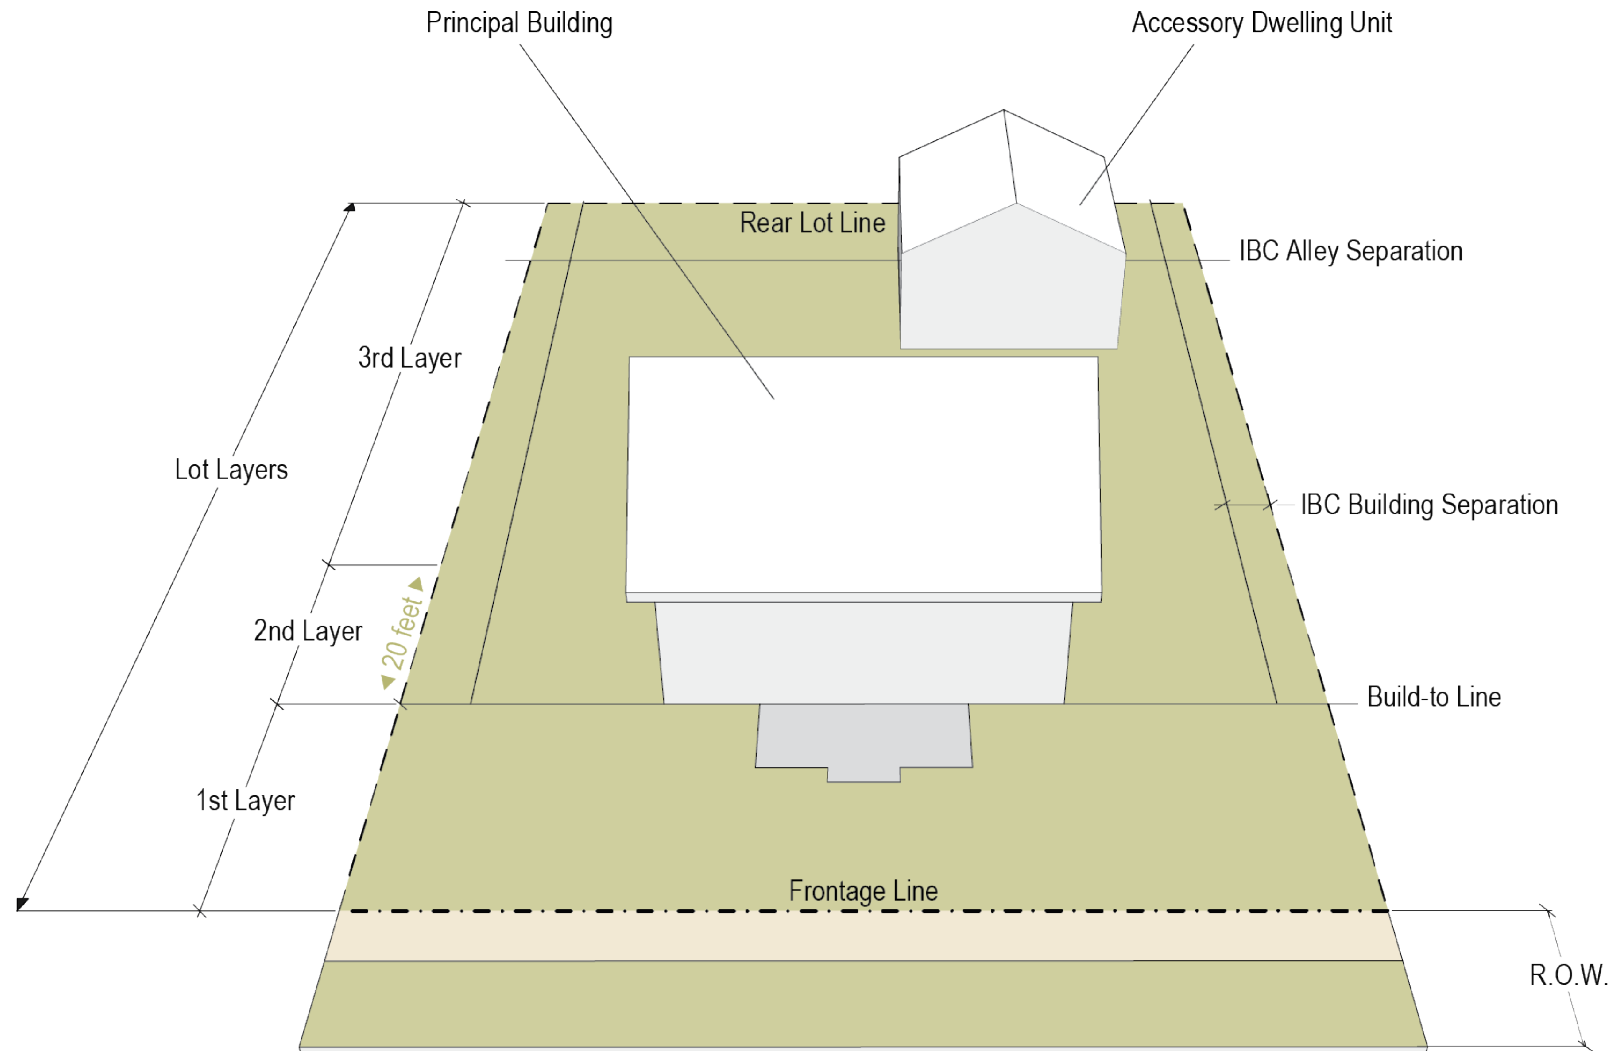 Principal Building
Accessory Dwelling Unit
Rear Lot Line
IBC Alley Separation
3rd Layer
Lot Layers
IBC Building Separation
20 feet
2nd Layer
Build-to Line
1st Layer
Frontage Line
R.O.W.